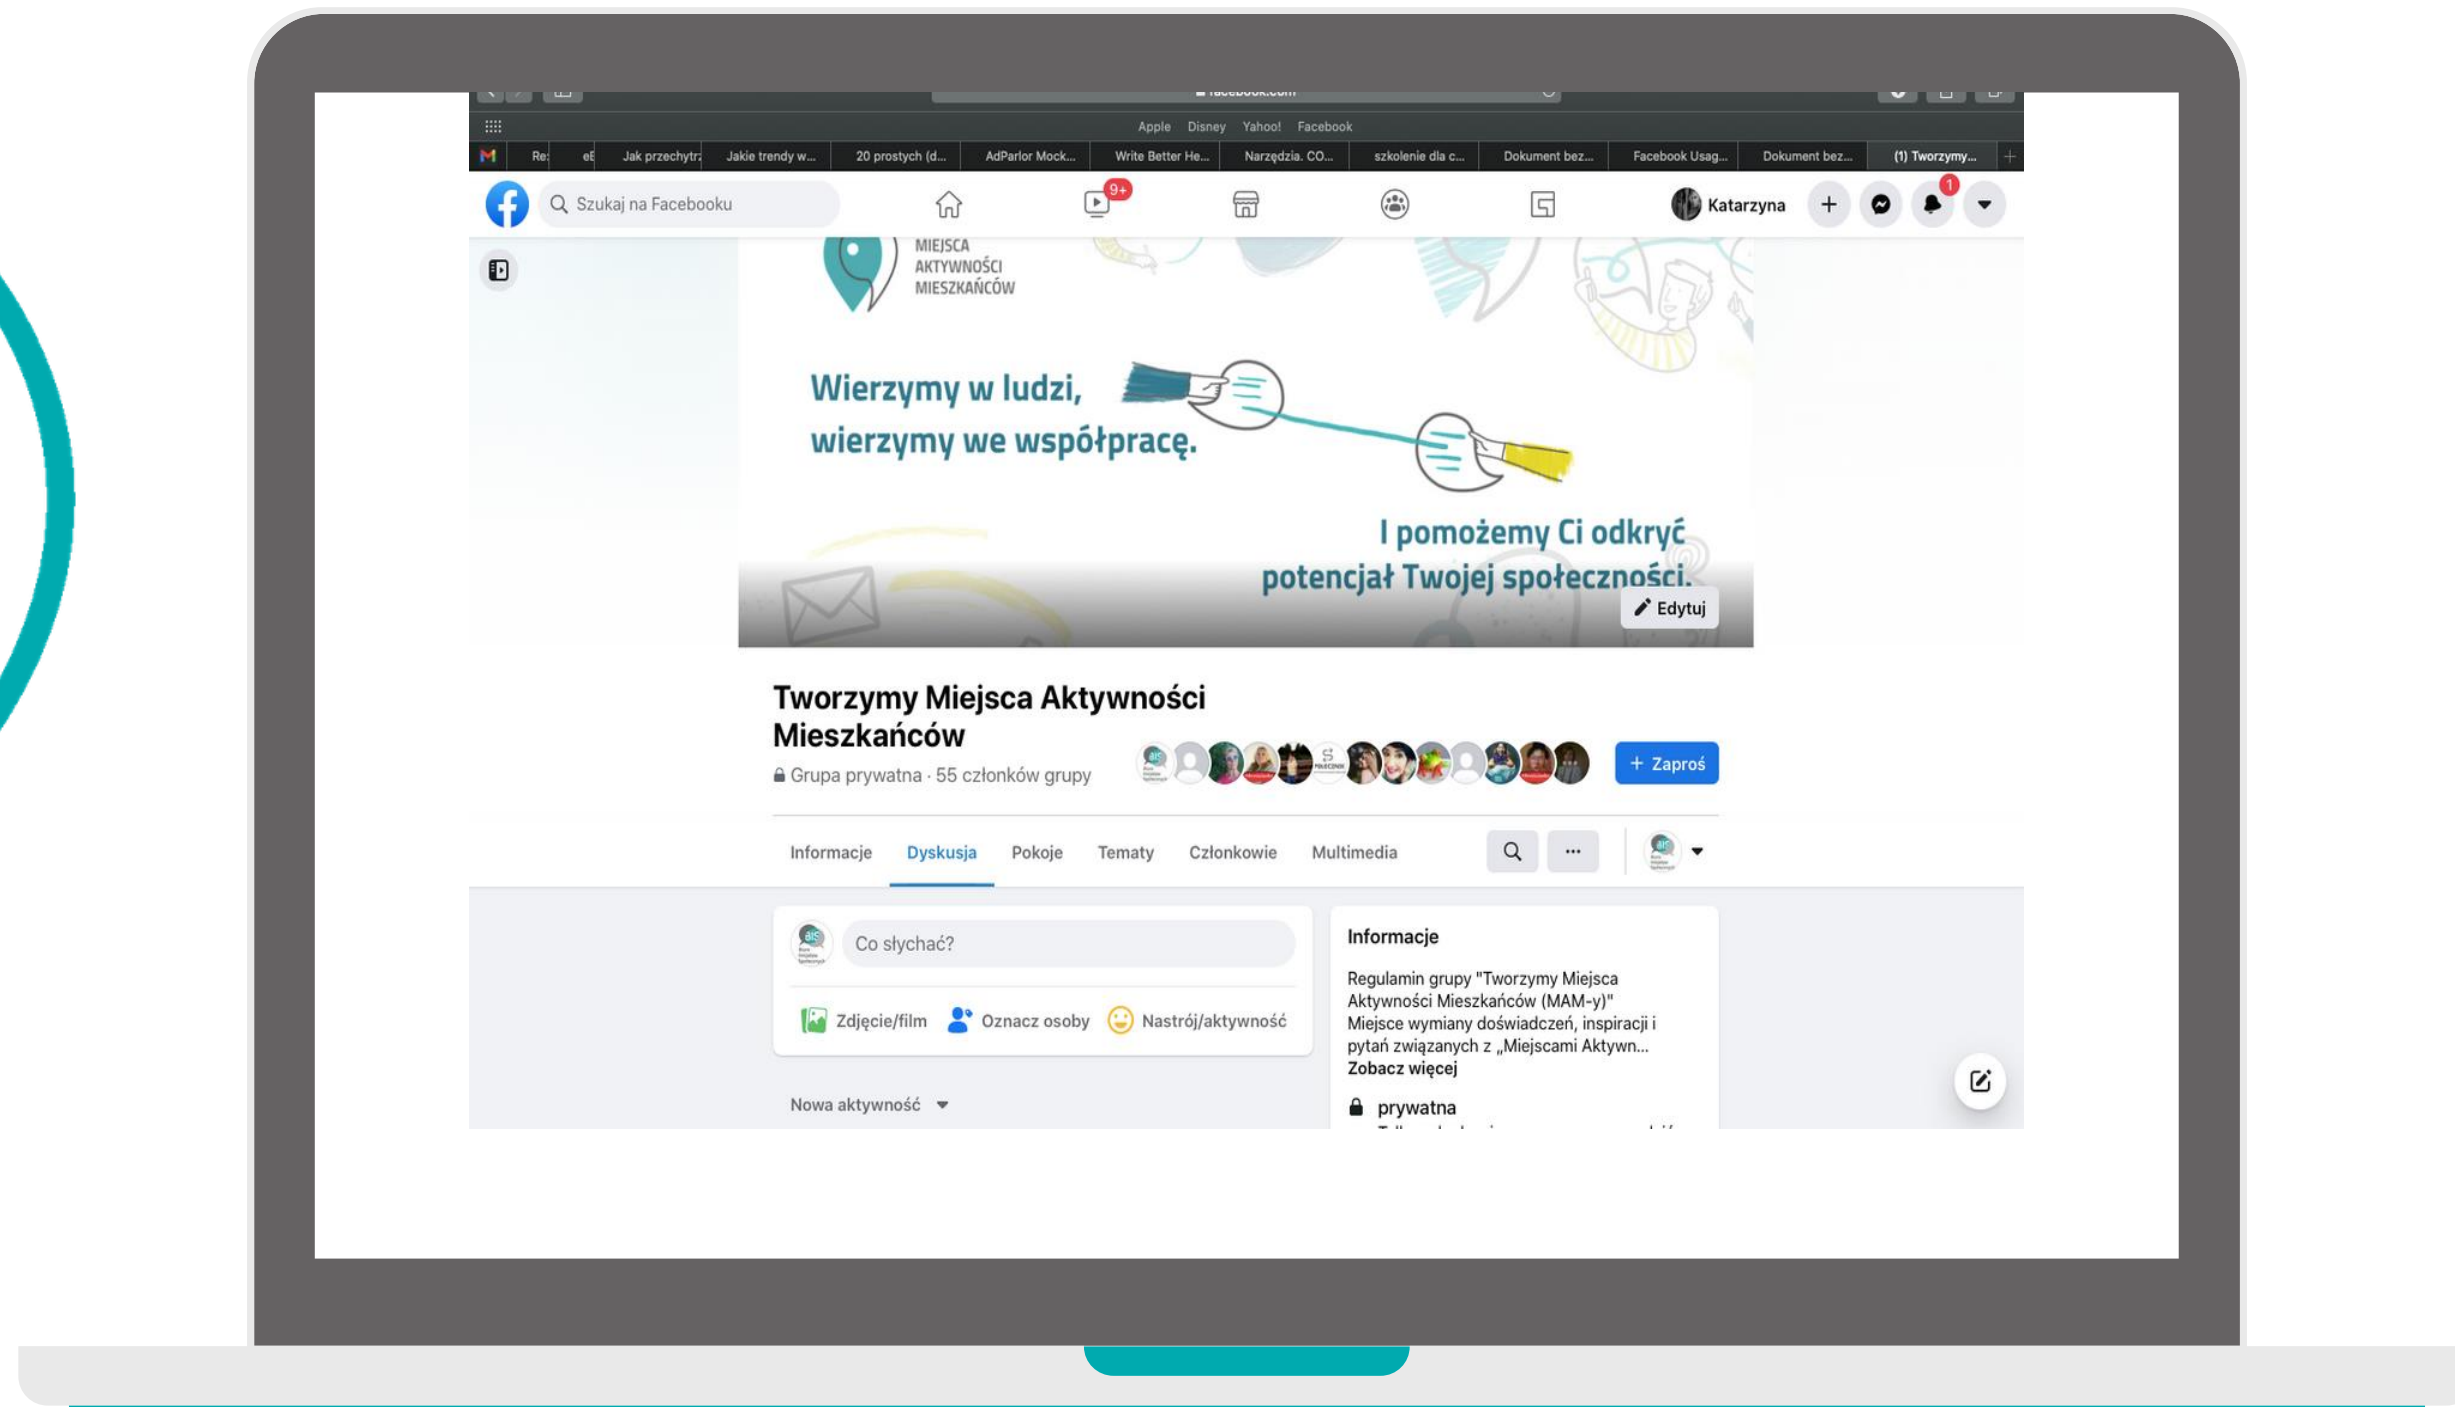 facebook.com
Apple Disney Yahoo! Facebook
Re: Jak przechytrz Jakie trendy w... 20 prostych (d... AdParlor Mock... Write Better He... Narzędzia. CO... szkolenie dla c... Dokument bez... Facebook Usag... Dokument bez... (1) Tworzymy...
Szukaj na Facebooku 9+ Katarzyna 1
MIEJSCA
AKTYWNOŚCI
MIESZKAŃCÓW
Wierzymy w ludzi,
wierzymy we współpracę.
I pomożemy Ci odkryć
potencjał Twojej społeczności.
Edytuj
Tworzymy Miejsca Aktywności
Mieszkańców
Grupa prywatna · 55 członków grupy
+ Zaproś
Informacje Dyskusja Pokoje Tematy Członkowie Multimedia
Co słychać?
Zdjęcie/film Oznacz osoby Nastrój/aktywność
Nowa aktywność
Informacje
Regulamin grupy "Tworzymy Miejsca
Aktywności Mieszkańców (MAM-y)"
Miejsce wymiany doświadczeń, inspiracji i
pytań związanych z „Miejscami Aktywn...
Zobacz więcej
prywatna